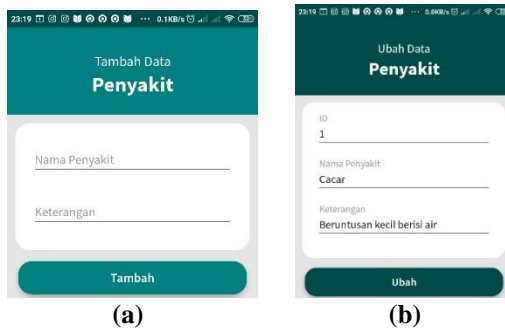 23:19 ... 0.1KB/s
Tambah Data
Penyakit
Nama Penyakit
Keterangan
Tambah
(a)
23:19 ... 0.0KB/s
Ubah Data
Penyakit
ID
1
Nama Penyakit
Cacar
Keterangan
Beruntusan kecil berisi air
Ubah
(b)